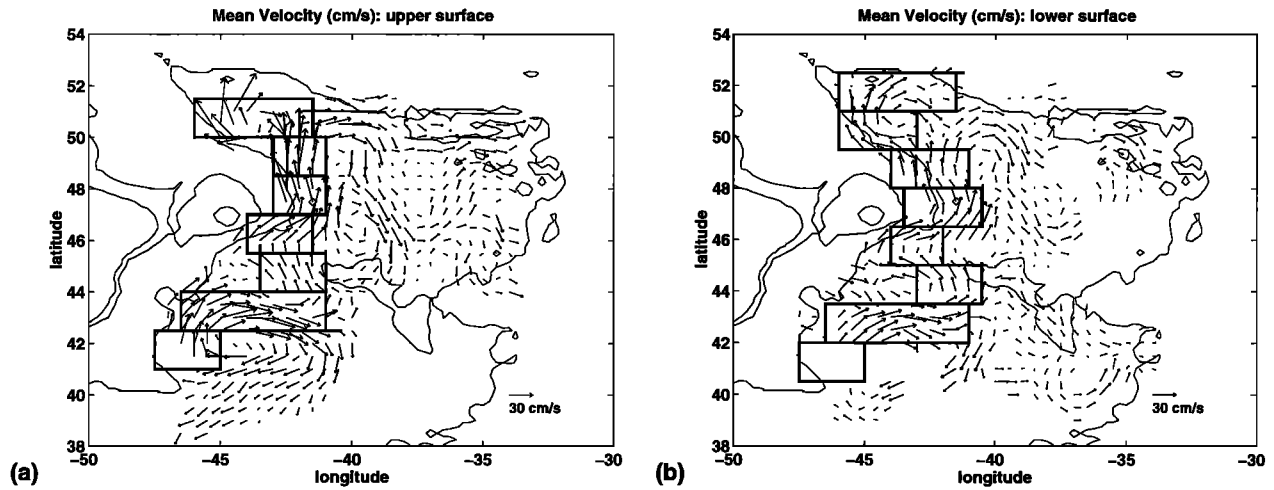 Mean Velocity (cm/s): upper surface
54
52
50
48
46
44
42
40
38
latitude
30 cm/s
-50
-45
-40
-35
-30
longitude
(a)
Mean Velocity (cm/s): lower surface
54
52
50
48
46
44
42
40
38
latitude
30 cm/s
-50
-45
-40
-35
-30
longitude
(b)